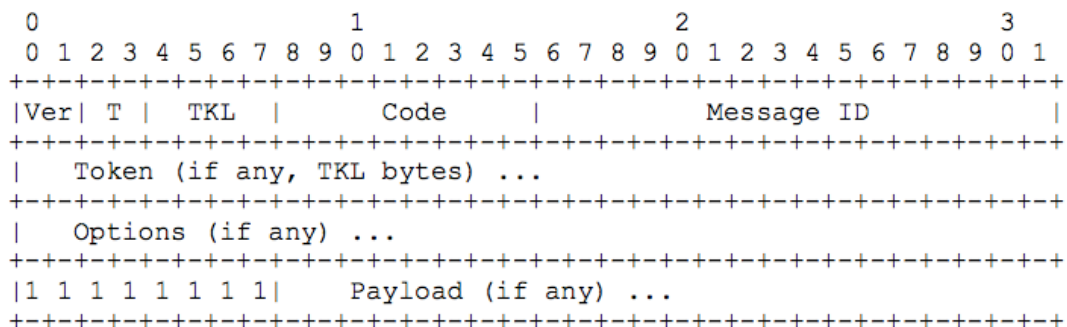 0                   1                   2                   3
0 1 2 3 4 5 6 7 8 9 0 1 2 3 4 5 6 7 8 9 0 1 2 3 4 5 6 7 8 9 0 1
+-+-+-+-+-+-+-+-+-+-+-+-+-+-+-+-+-+-+-+-+-+-+-+-+-+-+-+-+-+-+-+-+
|Ver| T |  TKL  |      Code     |          Message ID           |
+-+-+-+-+-+-+-+-+-+-+-+-+-+-+-+-+-+-+-+-+-+-+-+-+-+-+-+-+-+-+-+-+
|   Token (if any, TKL bytes) ...
+-+-+-+-+-+-+-+-+-+-+-+-+-+-+-+-+-+-+-+-+-+-+-+-+-+-+-+-+-+-+-+-+
|   Options (if any) ...
+-+-+-+-+-+-+-+-+-+-+-+-+-+-+-+-+-+-+-+-+-+-+-+-+-+-+-+-+-+-+-+-+
|1 1 1 1 1 1 1 1|    Payload (if any) ...
+-+-+-+-+-+-+-+-+-+-+-+-+-+-+-+-+-+-+-+-+-+-+-+-+-+-+-+-+-+-+-+-+